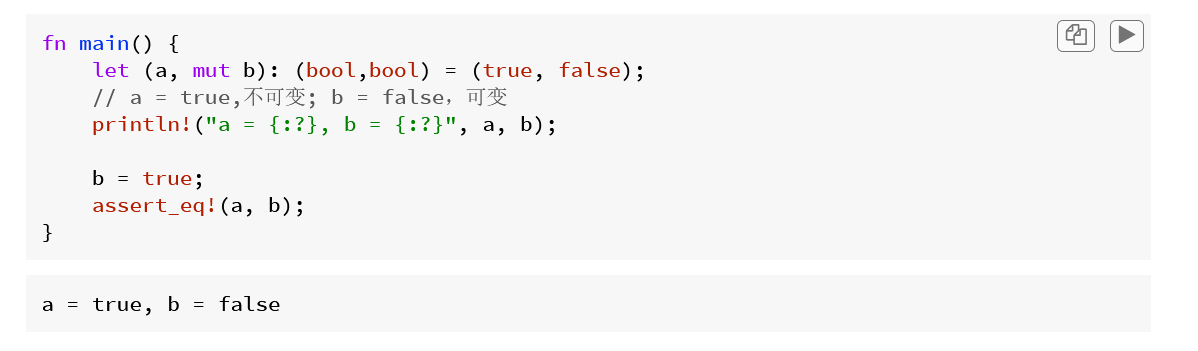 fn main() {
    let (a, mut b): (bool,bool) = (true, false);
    // a = true,不可变; b = false，可变
    println!("a = {:?}, b = {:?}", a, b);

    b = true;
    assert_eq!(a, b);
}
a = true, b = false